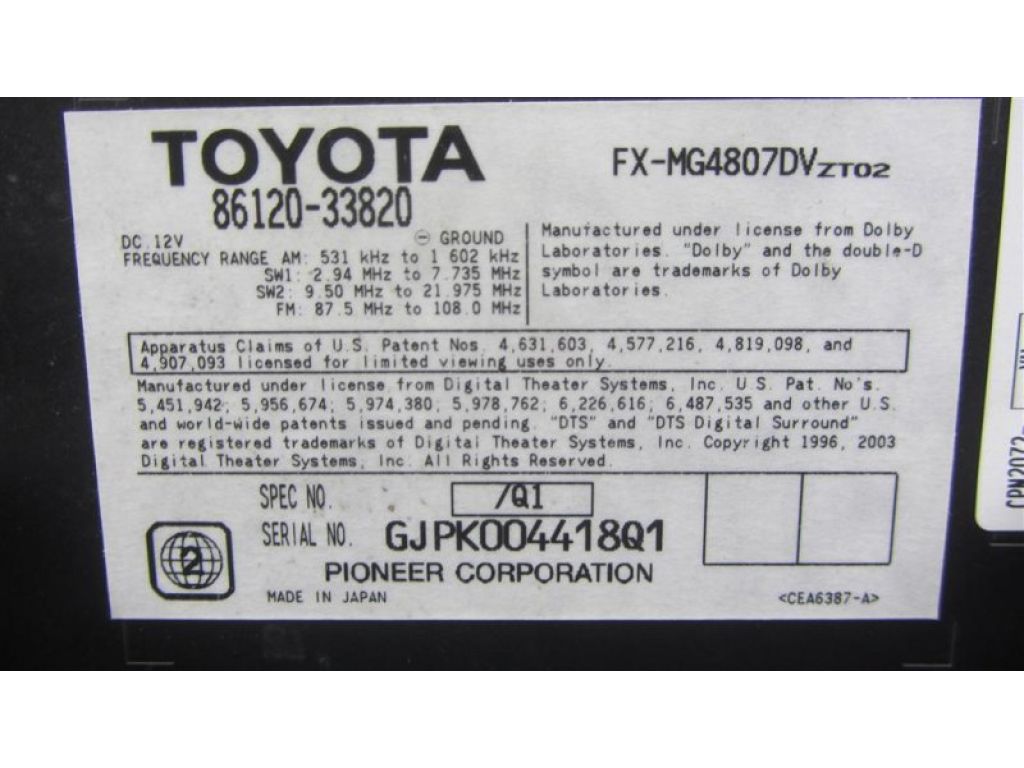 TOYOTA
86120-33820
FX-MG4807DVZT02
DC.12V ⊖ GROUND
FREQUENCY RANGE AM: 531 kHz to 1 602 kHz
SW1: 2.94 MHz to 7.735 MHz
SW2: 9.50 MHz to 21.975 MHz
FM: 87.5 MHz to 108.0 MHz
Manufactured under license from Dolby
Laboratories. "Dolby" and the double-D
symbol are trademarks of Dolby
Laboratories.
Apparatus Claims of U.S. Patent Nos. 4,631,603, 4,577,216, 4,819,098, and
4,907,093 licensed for limited viewing uses only.
Manufactured under license from Digital Theater Systems, Inc. U.S. Pat. No's.
5,451,942; 5,956,674; 5,974,380; 5,978,762; 6,226,616; 6,487,535 and other U.S.
and world-wide patents issued and pending. "DTS" and "DTS Digital Surround"
are registered trademarks of Digital Theater Systems, Inc. Copyright 1996, 2003
Digital Theater Systems, Inc. All Rights Reserved.
SPEC NO. /Q1
SERIAL NO. GJPK004418Q1
2
PIONEER CORPORATION
MADE IN JAPAN
<CEA6387-A>
CPN2072-